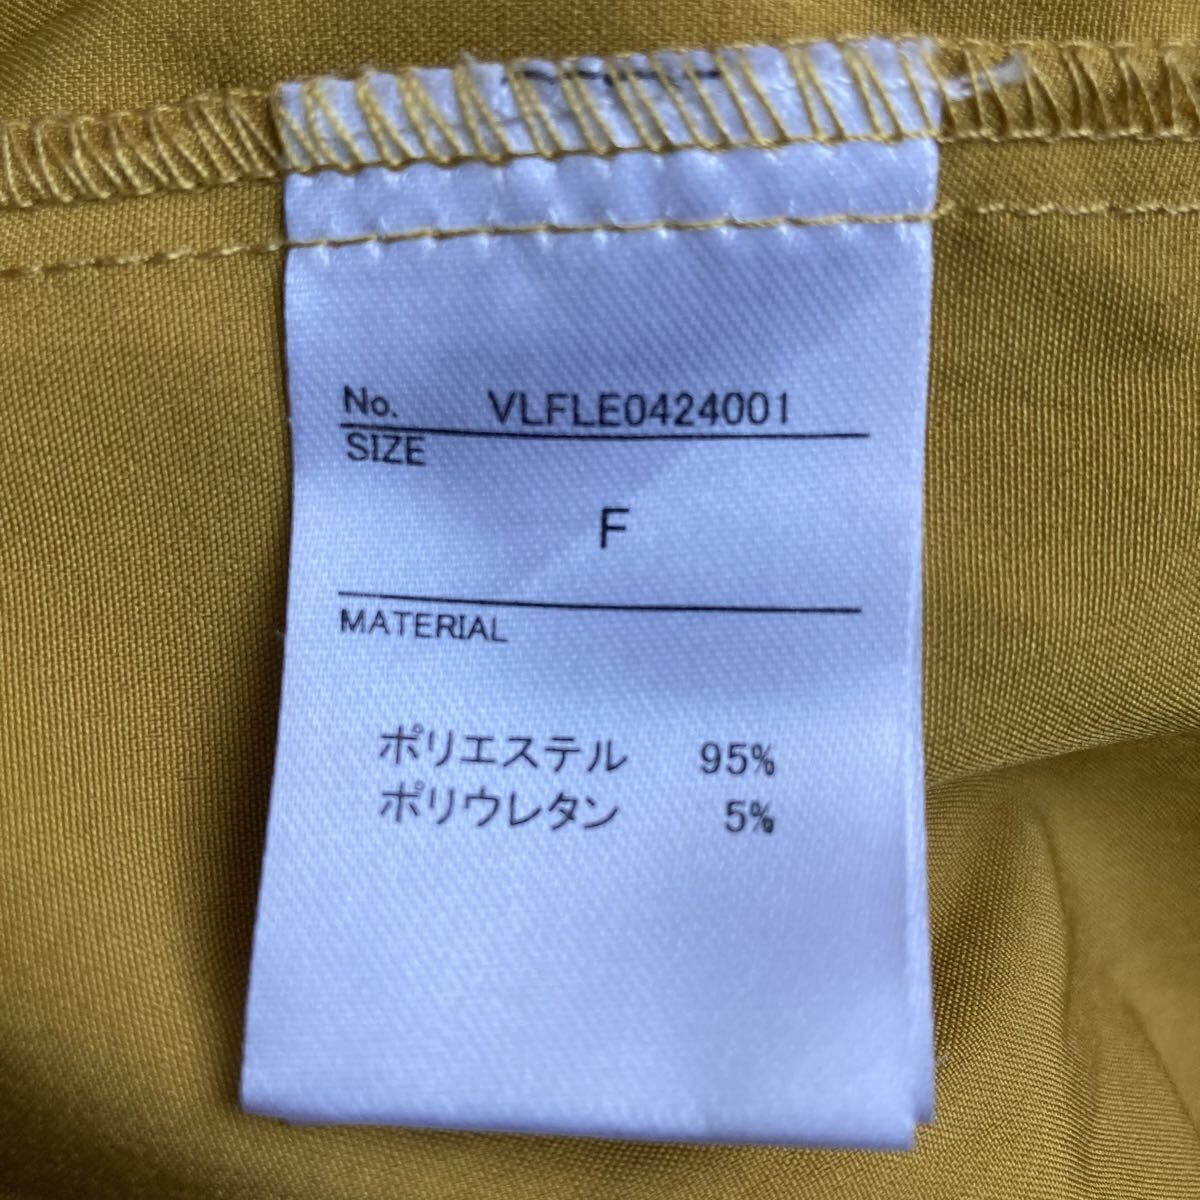 No. VLFLE0424001
SIZE
F
MATERIAL
ポリエステル 95%
ポリウレタン 5%